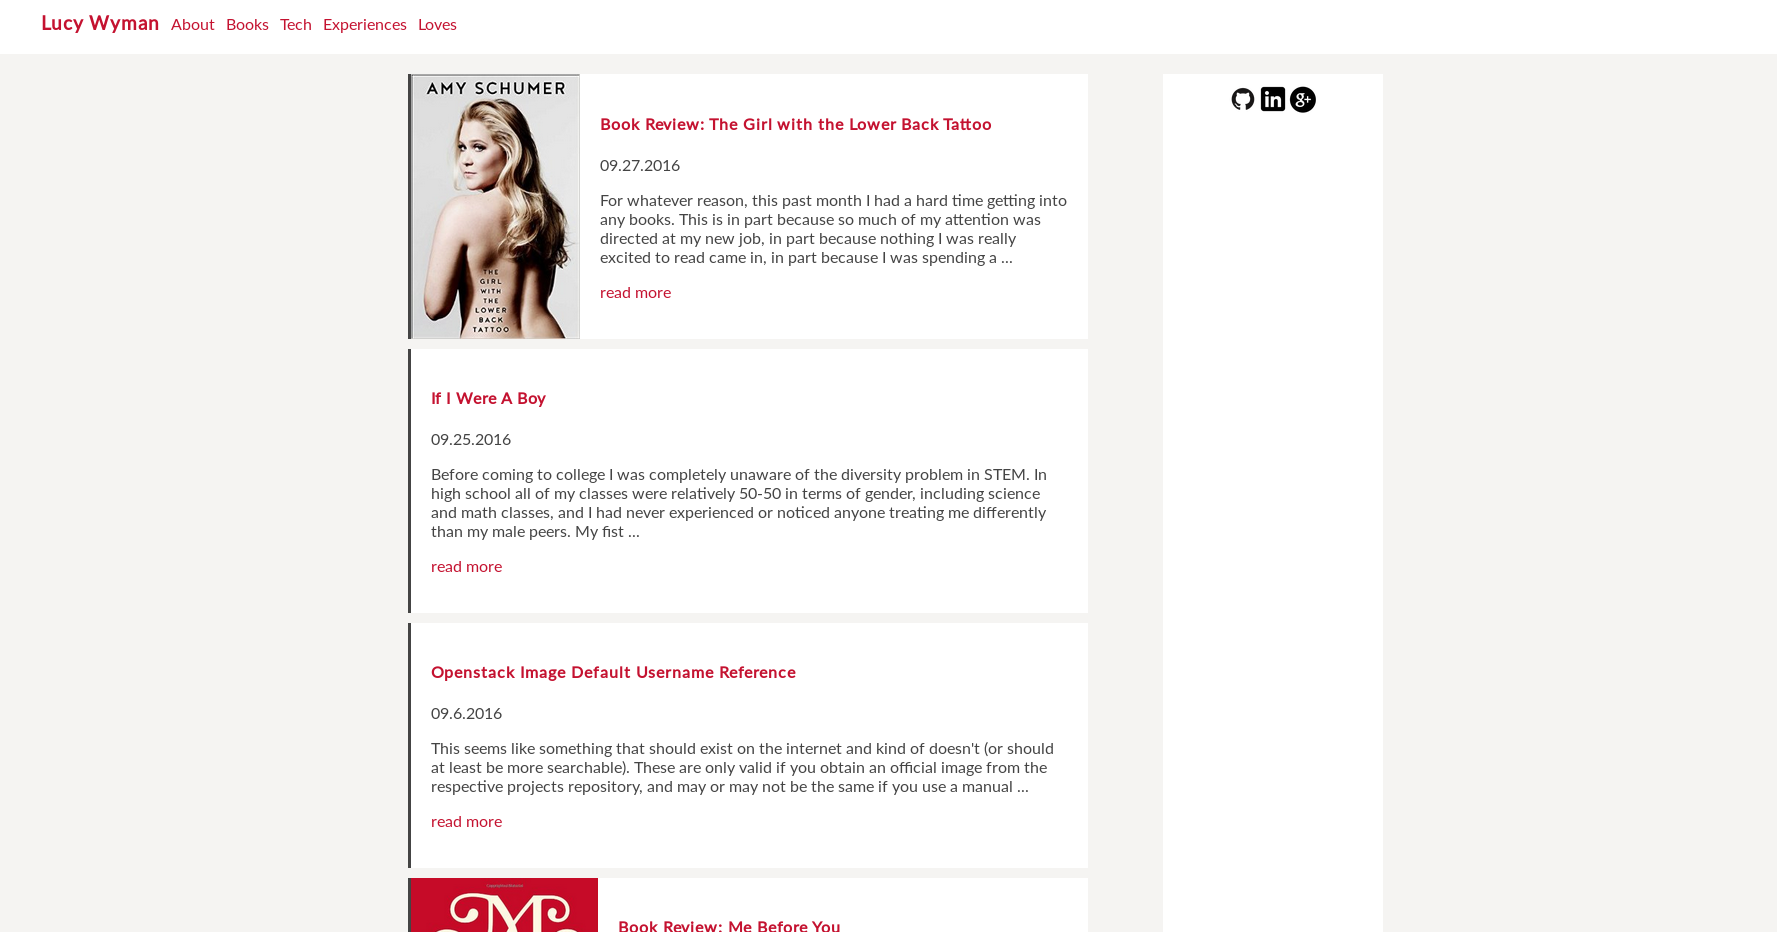 Lucy Wyman About Books Tech Experiences Loves
AMY SCHUMER
THE
GIRL
WITH
THE
LOWER
BACK
TATTOO
Book Review: The Girl with the Lower Back Tattoo
09.27.2016
For whatever reason, this past month I had a hard time getting into
any books. This is in part because so much of my attention was
directed at my new job, in part because nothing I was really
excited to read came in, in part because I was spending a ...
read more
If I Were A Boy
09.25.2016
Before coming to college I was completely unaware of the diversity problem in STEM. In
high school all of my classes were relatively 50-50 in terms of gender, including science
and math classes, and I had never experienced or noticed anyone treating me differently
than my male peers. My fist ...
read more
Openstack Image Default Username Reference
09.6.2016
This seems like something that should exist on the internet and kind of doesn't (or should
at least be more searchable). These are only valid if you obtain an official image from the
respective projects repository, and may or may not be the same if you use a manual ...
read more
M
Book Review: Me Before You
in g+